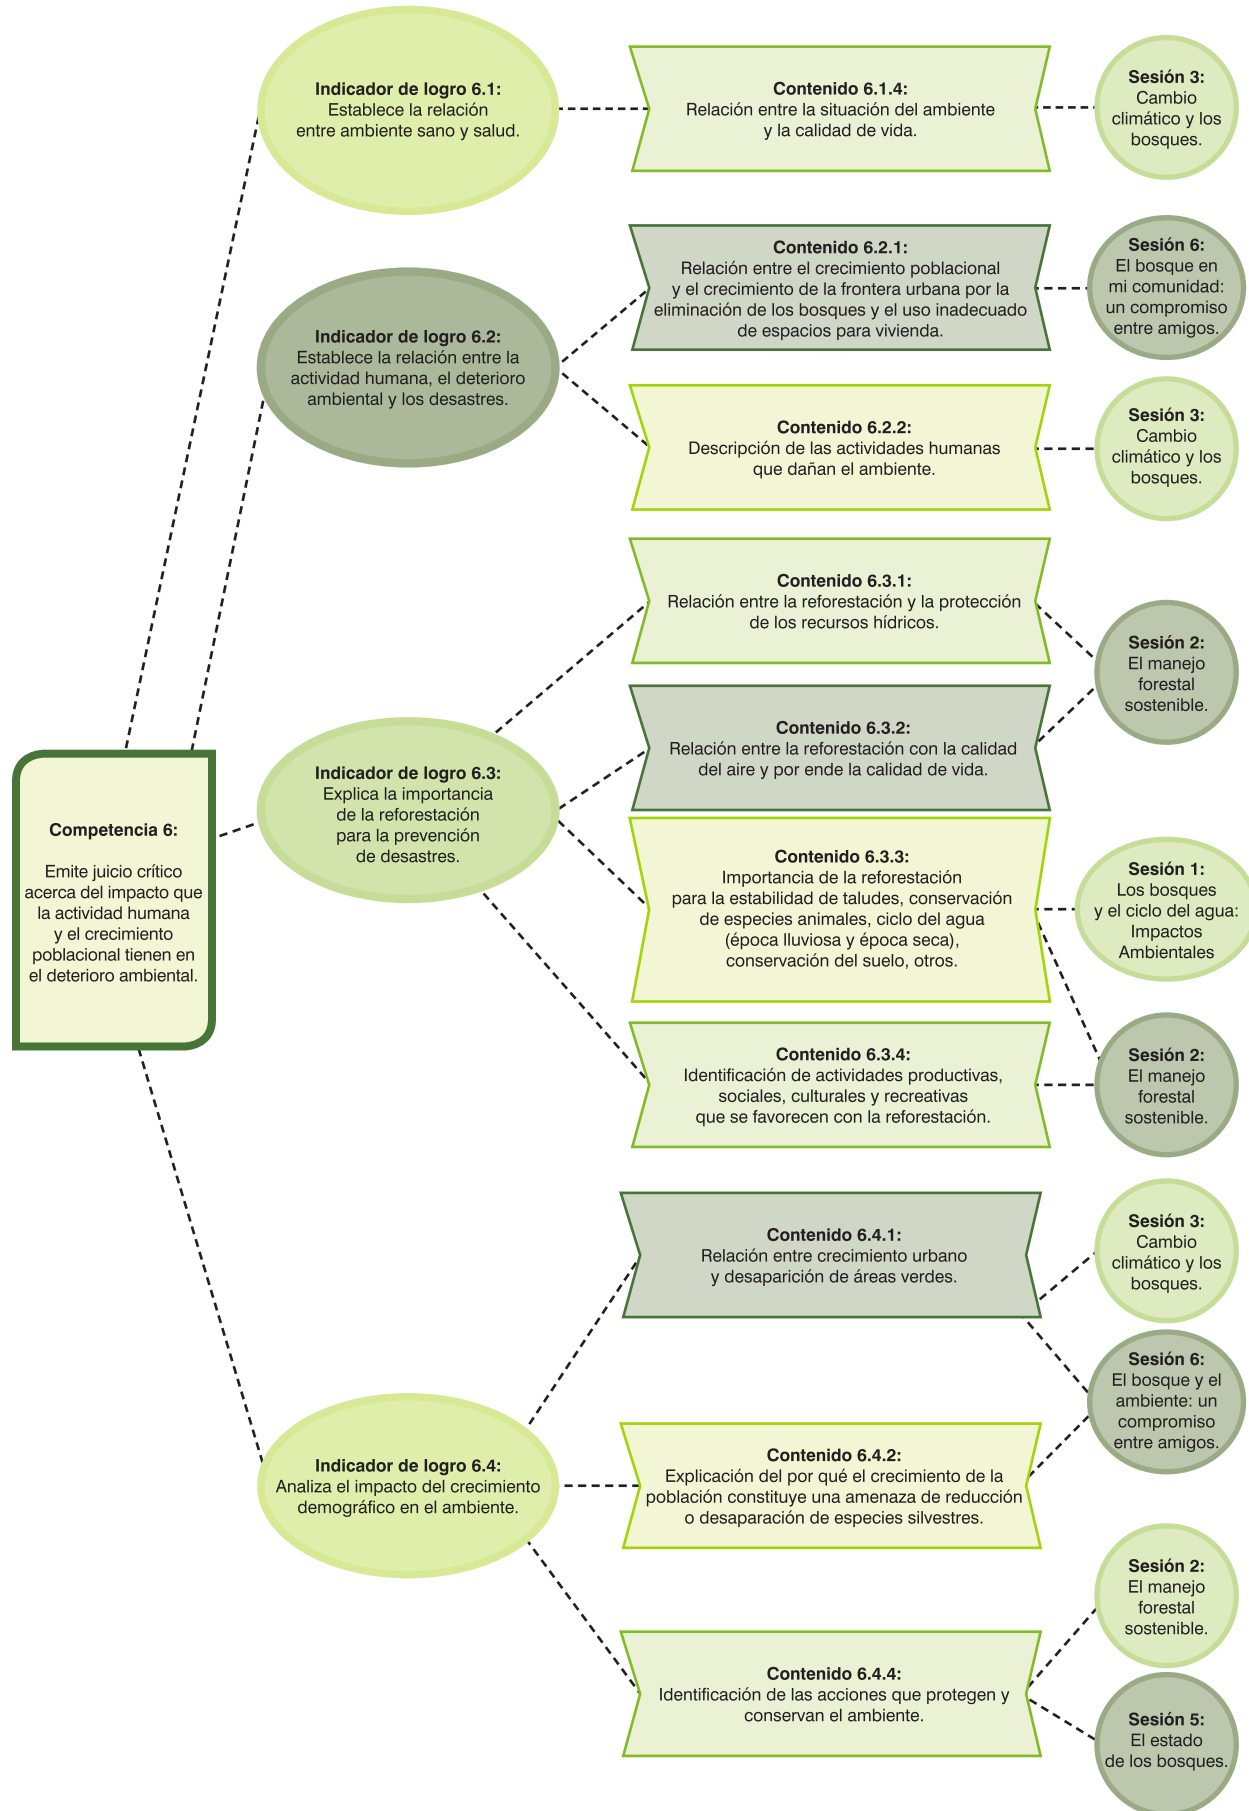 Competencia 6:
Emite juicio crítico
acerca del impacto que
la actividad humana
y el crecimiento
poblacional tienen en
el deterioro ambiental.
Indicador de logro 6.1:
Establece la relación
entre ambiente sano y salud.
Contenido 6.1.4:
Relación entre la situación del ambiente
y la calidad de vida.
Sesión 3:
Cambio
climático y los
bosques.
Indicador de logro 6.2:
Establece la relación entre la
actividad humana, el deterioro
ambiental y los desastres.
Contenido 6.2.1:
Relación entre el crecimiento poblacional
y el crecimiento de la frontera urbana por la
eliminación de los bosques y el uso inadecuado
de espacios para vivienda.
Sesión 6:
El bosque en
mi comunidad:
un compromiso
entre amigos.
Contenido 6.2.2:
Descripción de las actividades humanas
que dañan el ambiente.
Sesión 3:
Cambio
climático y los
bosques.
Indicador de logro 6.3:
Explica la importancia
de la reforestación
para la prevención
de desastres.
Contenido 6.3.1:
Relación entre la reforestación y la protección
de los recursos hídricos.
Contenido 6.3.2:
Relación entre la reforestación con la calidad
del aire y por ende la calidad de vida.
Sesión 2:
El manejo
forestal
sostenible.
Contenido 6.3.3:
Importancia de la reforestación
para la estabilidad de taludes, conservación
de especies animales, ciclo del agua
(época lluviosa y época seca),
conservación del suelo, otros.
Sesión 1:
Los bosques
y el ciclo del agua:
Impactos
Ambientales
Contenido 6.3.4:
Identificación de actividades productivas,
sociales, culturales y recreativas
que se favorecen con la reforestación.
Sesión 2:
El manejo
forestal
sostenible.
Indicador de logro 6.4:
Analiza el impacto del crecimiento
demográfico en el ambiente.
Contenido 6.4.1:
Relación entre crecimiento urbano
y desaparición de áreas verdes.
Sesión 3:
Cambio
climático y los
bosques.
Sesión 6:
El bosque y el
ambiente: un
compromiso
entre amigos.
Contenido 6.4.2:
Explicación del por qué el crecimiento de la
población constituye una amenaza de reducción
o desaparación de especies silvestres.
Contenido 6.4.4:
Identificación de las acciones que protegen y
conservan el ambiente.
Sesión 2:
El manejo
forestal
sostenible.
Sesión 5:
El estado
de los bosques.